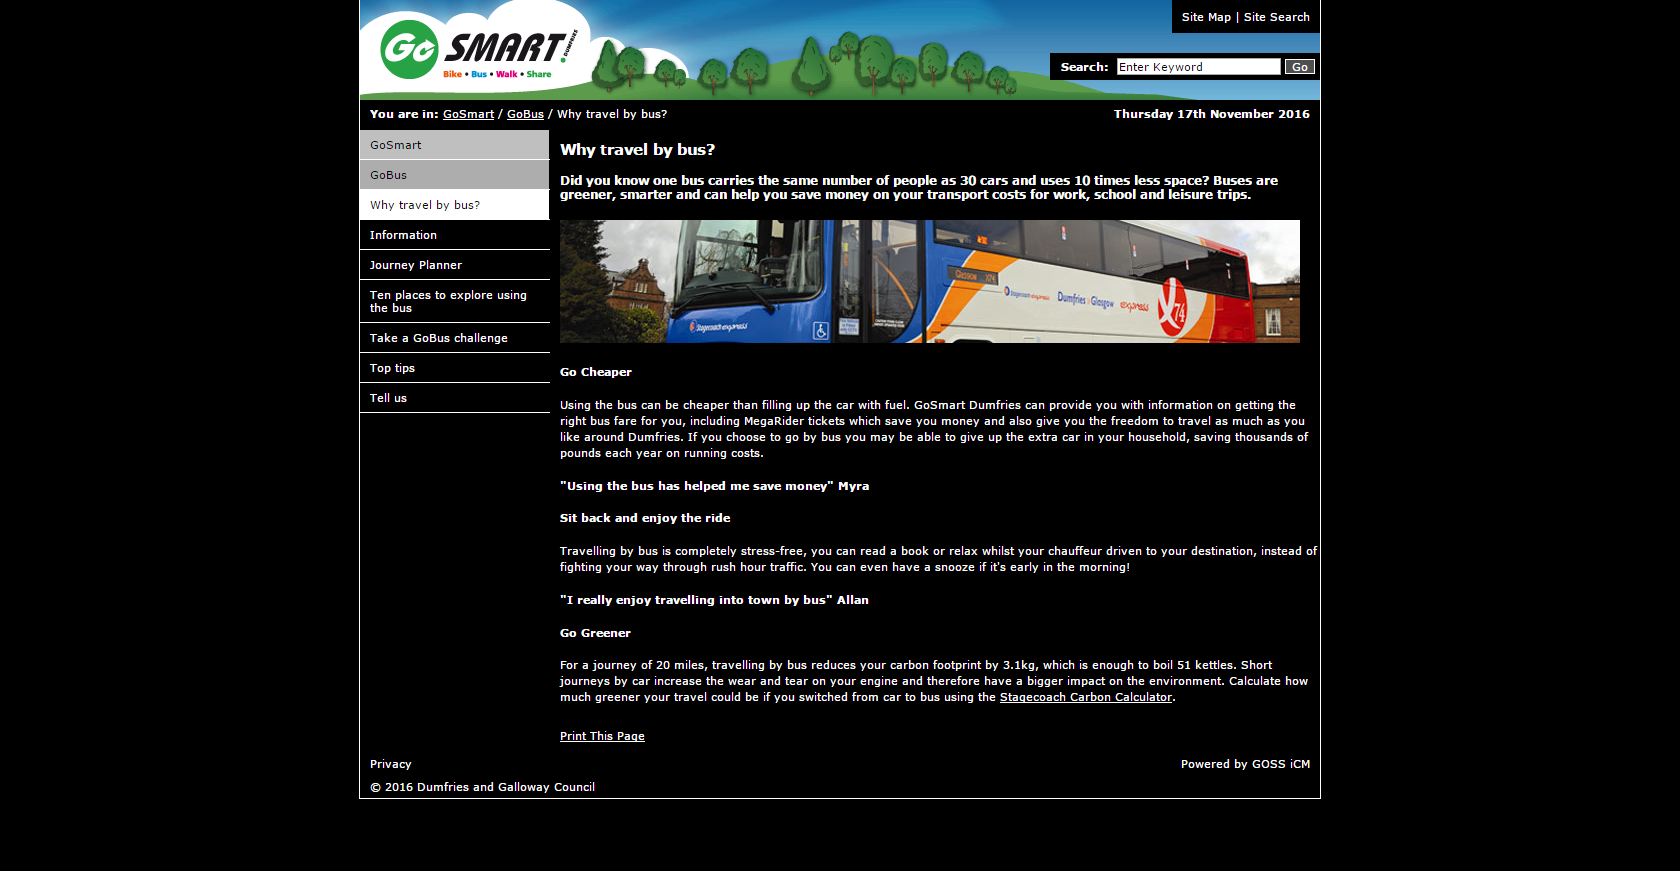 Site Map | Site Search
Go SMART! DUMFRIES
Bike • Bus • Walk • Share
Search: Enter Keyword Go
You are in: GoSmart / GoBus / Why travel by bus?
Thursday 17th November 2016
GoSmart
GoBus
Why travel by bus?
Information
Journey Planner
Ten places to explore using
the bus
Take a GoBus challenge
Top tips
Tell us
Why travel by bus?
Did you know one bus carries the same number of people as 30 cars and uses 10 times less space? Buses are
greener, smarter and can help you save money on your transport costs for work, school and leisure trips.
Glasgow X74
Stagecoach express
Stagecoach express
Dumfries Glasgow
express
X74
Go Cheaper
Using the bus can be cheaper than filling up the car with fuel. GoSmart Dumfries can provide you with information on getting the
right bus fare for you, including MegaRider tickets which save you money and also give you the freedom to travel as much as you
like around Dumfries. If you choose to go by bus you may be able to give up the extra car in your household, saving thousands of
pounds each year on running costs.
"Using the bus has helped me save money" Myra
Sit back and enjoy the ride
Travelling by bus is completely stress-free, you can read a book or relax whilst your chauffeur driven to your destination, instead of
fighting your way through rush hour traffic. You can even have a snooze if it's early in the morning!
"I really enjoy travelling into town by bus" Allan
Go Greener
For a journey of 20 miles, travelling by bus reduces your carbon footprint by 3.1kg, which is enough to boil 51 kettles. Short
journeys by car increase the wear and tear on your engine and therefore have a bigger impact on the environment. Calculate how
much greener your travel could be if you switched from car to bus using the Stagecoach Carbon Calculator.
Print This Page
Privacy
Powered by GOSS iCM
© 2016 Dumfries and Galloway Council